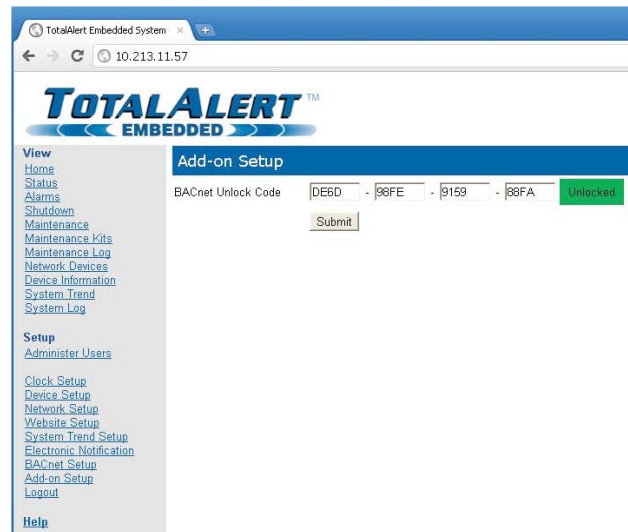 TotalAlert Embedded System
10.213.11.57
TOTALALERT TM
EMBEDDED
View
Home
Status
Alarms
Shutdown
Maintenance
Maintenance Kits
Maintenance Log
Network Devices
Device Information
System Trend
System Log
Setup
Administer Users
Clock Setup
Device Setup
Network Setup
Website Setup
System Trend Setup
Electronic Notification
BACnet Setup
Add-on Setup
Logout
Help
Add-on Setup
BACnet Unlock Code DE6D - 98FE - 9159 - 88FA Unlocked
Submit